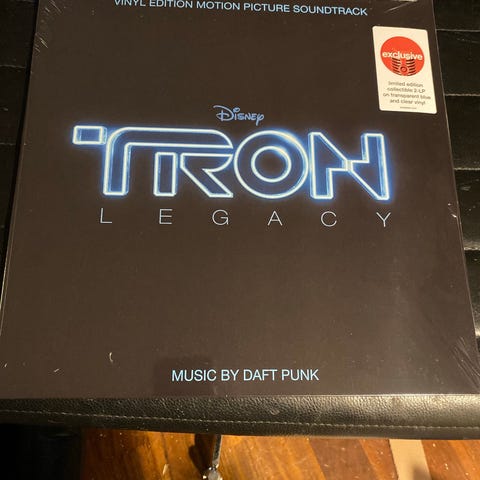 VINYL EDITION MOTION PICTURE SOUNDTRACK
exclusive
limited edition
collectible 2-LP
on transparent blue
and clear vinyl
Disney
TRON
LEGACY
MUSIC BY DAFT PUNK